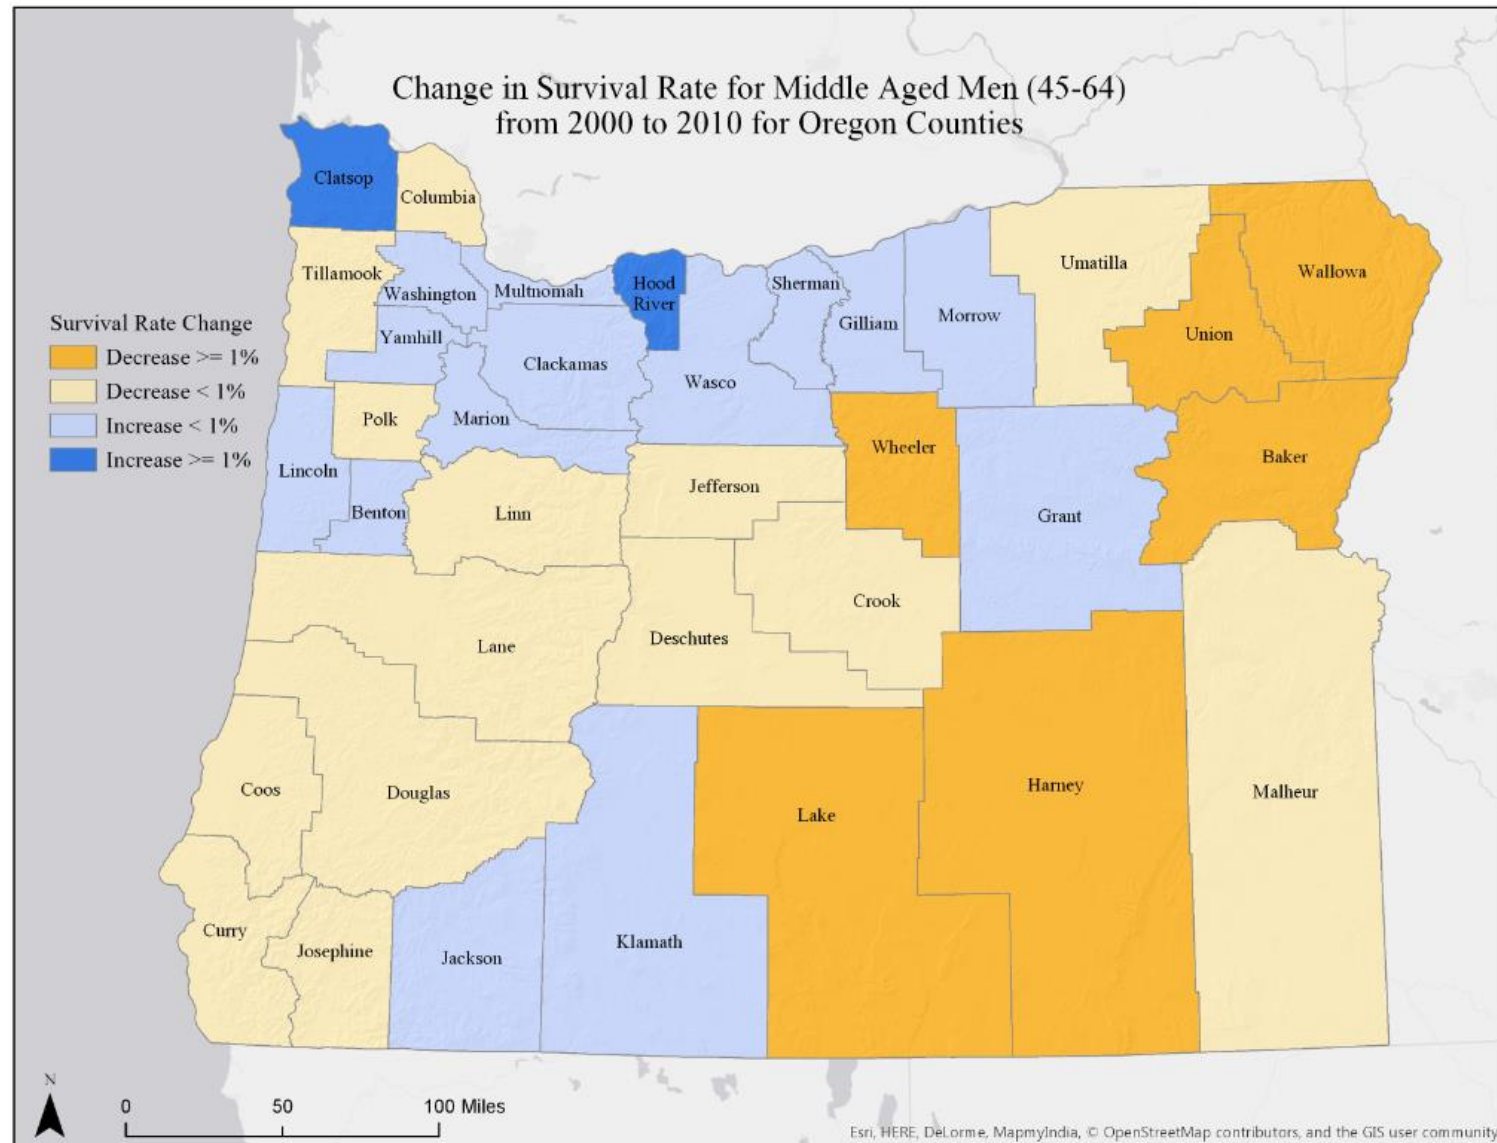 Change in Survival Rate for Middle Aged Men (45-64)
from 2000 to 2010 for Oregon Counties
Clatsop
Columbia
Tillamook
Washington
Multnomah
Hood
River
Sherman
Gilliam
Morrow
Umatilla
Wallowa
Union
Yamhill
Clackamas
Wasco
Polk
Marion
Wheeler
Baker
Lincoln
Benton
Linn
Jefferson
Grant
Crook
Lane
Deschutes
Coos
Douglas
Lake
Harney
Malheur
Curry
Josephine
Jackson
Klamath
Survival Rate Change
Decrease >= 1%
Decrease < 1%
Increase < 1%
Increase >= 1%
N
0 50 100 Miles
Esri, HERE, DeLorme, MapmyIndia, © OpenStreetMap contributors, and the GIS user community